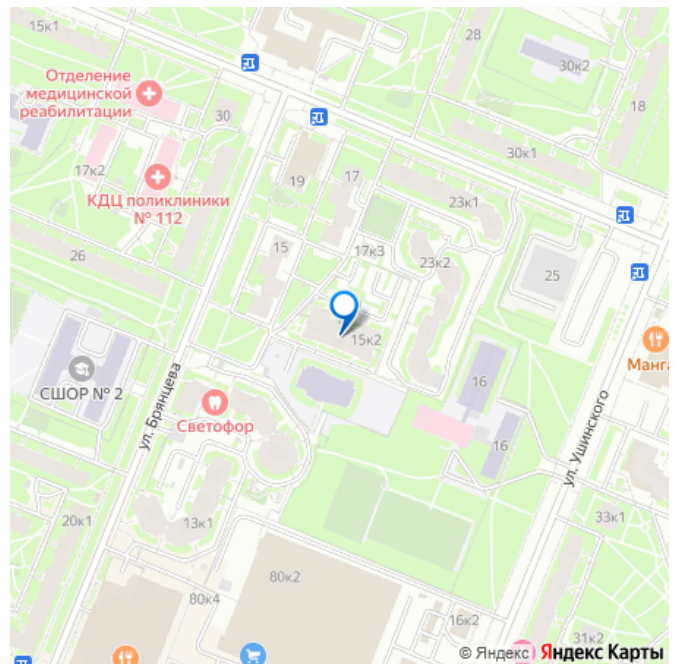 15к1
28
30к2
Отделение
медицинской
реабилитации
18
30
30к1
17к2
КДЦ поликлиники
№ 112
19
17
23к1
15
17к3
26
23к2
25
15к2
Манга
СШОР № 2
16
ул. Брянцева
Светофор
16
ул. Ушинского
20к1
13к1
33к1
80к2
80к4
16к2
31к2
© Яндекс Яндекс Карты